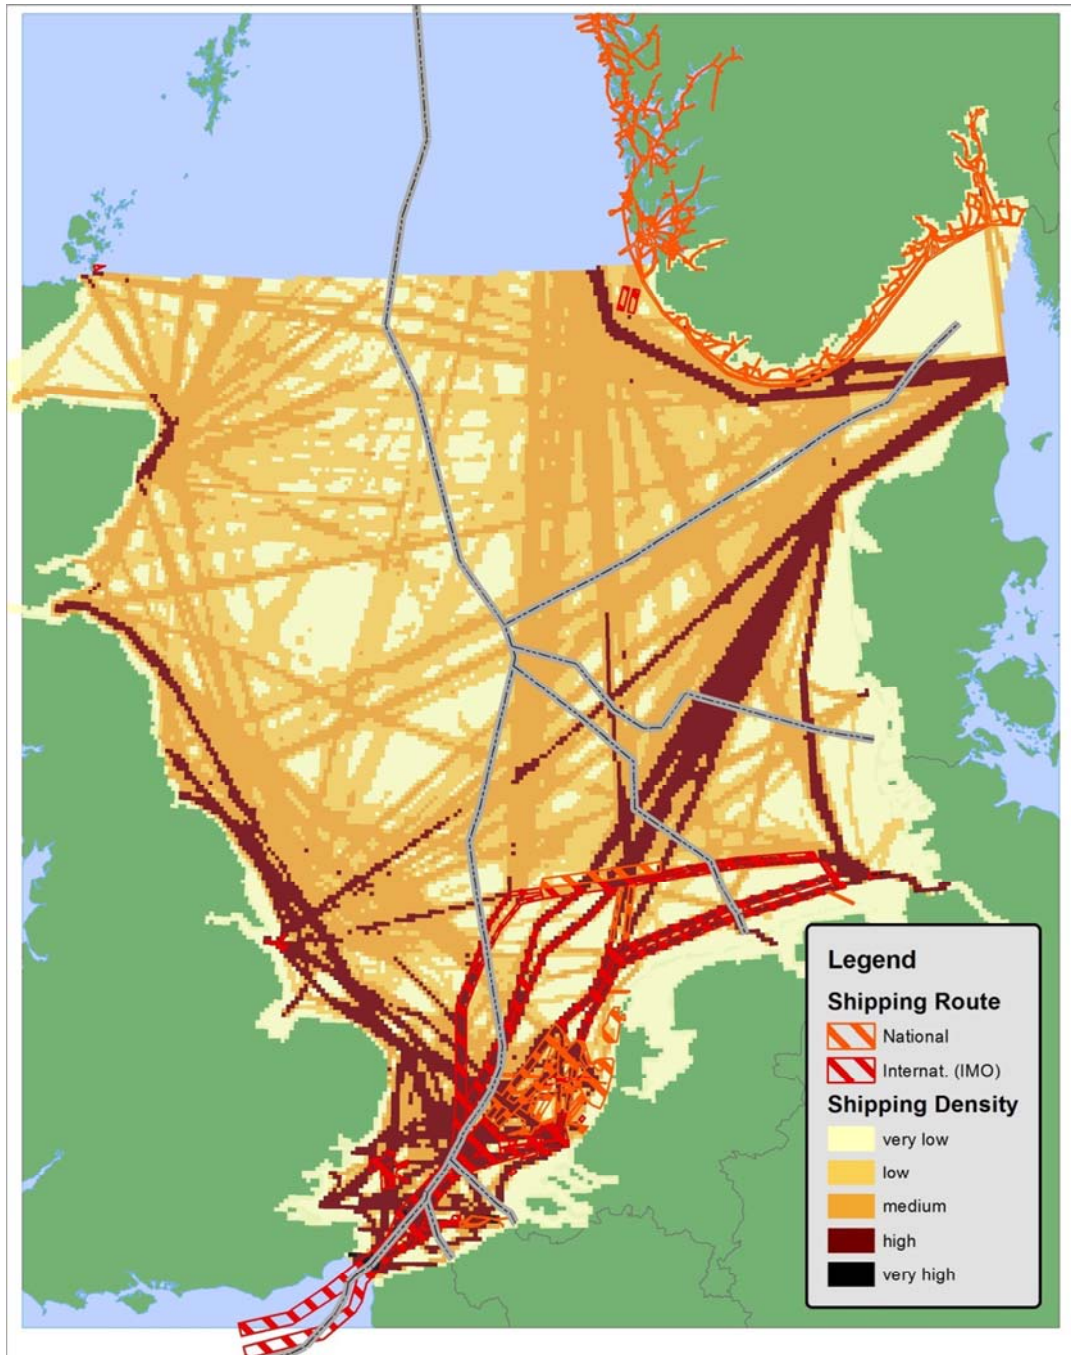 Legend
Shipping Route
National
Internat. (IMO)
Shipping Density
very low
low
medium
high
very high